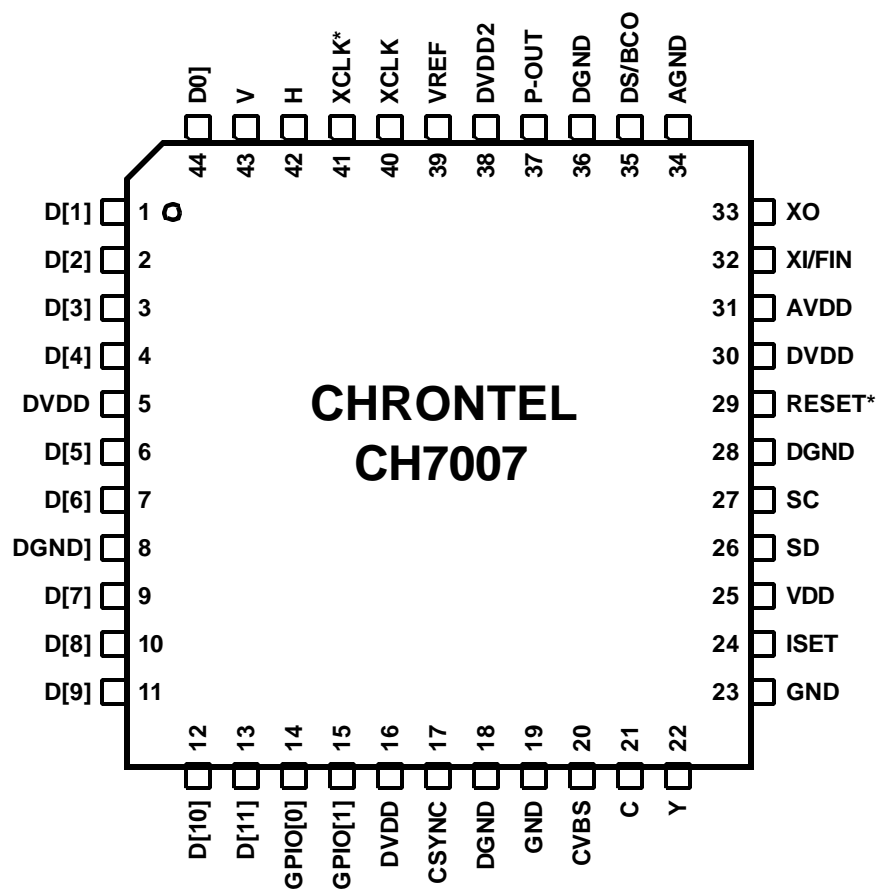 D0]
V
H
XCLK*
XCLK
VREF
DVDD2
P-OUT
DGND
DS/BCO
AGND
44
43
42
41
40
39
38
37
36
35
34
D[1] 1
D[2] 2
D[3] 3
D[4] 4
DVDD 5
D[5] 6
D[6] 7
DGND] 8
D[7] 9
D[8] 10
D[9] 11
CHRONTEL
CH7007
33 XO
32 XI/FIN
31 AVDD
30 DVDD
29 RESET*
28 DGND
27 SC
26 SD
25 VDD
24 ISET
23 GND
12
13
14
15
16
17
18
19
20
21
22
D[10]
D[11]
GPIO[0]
GPIO[1]
DVDD
CSYNC
DGND
GND
CVBS
C
Y